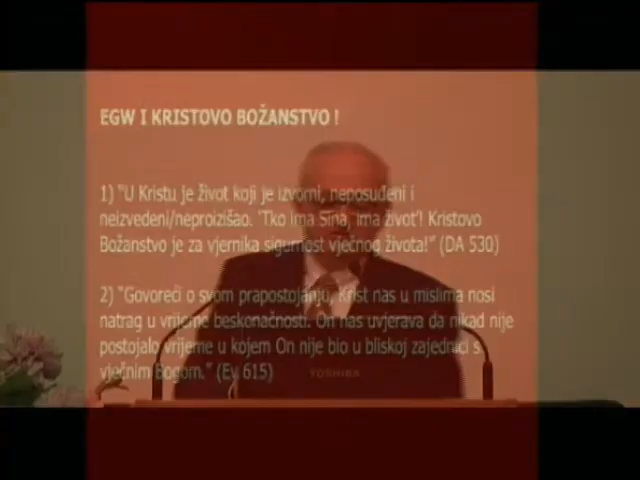 EGW I KRISTOVO BOŽANSTVO !
1) "U Kristu je život koji je izvorni, neposuđeni i
neizvedeni/neproizišao. 'Tko ima Sina, ima život'! Kristovo
Božanstvo je za vjernika sigurnost vječnog života!" (DA 530)
2) "Govoreći o svom prapostojanju, Krist nas u mislima nosi
natrag u vrijeme beskonačnosti. On nas uvjerava da nikad nije
postojalo vrijeme u kojem On nije bio u bliskoj zajednici s
vječnim Bogom." (Ev 615)
TOSHIBA